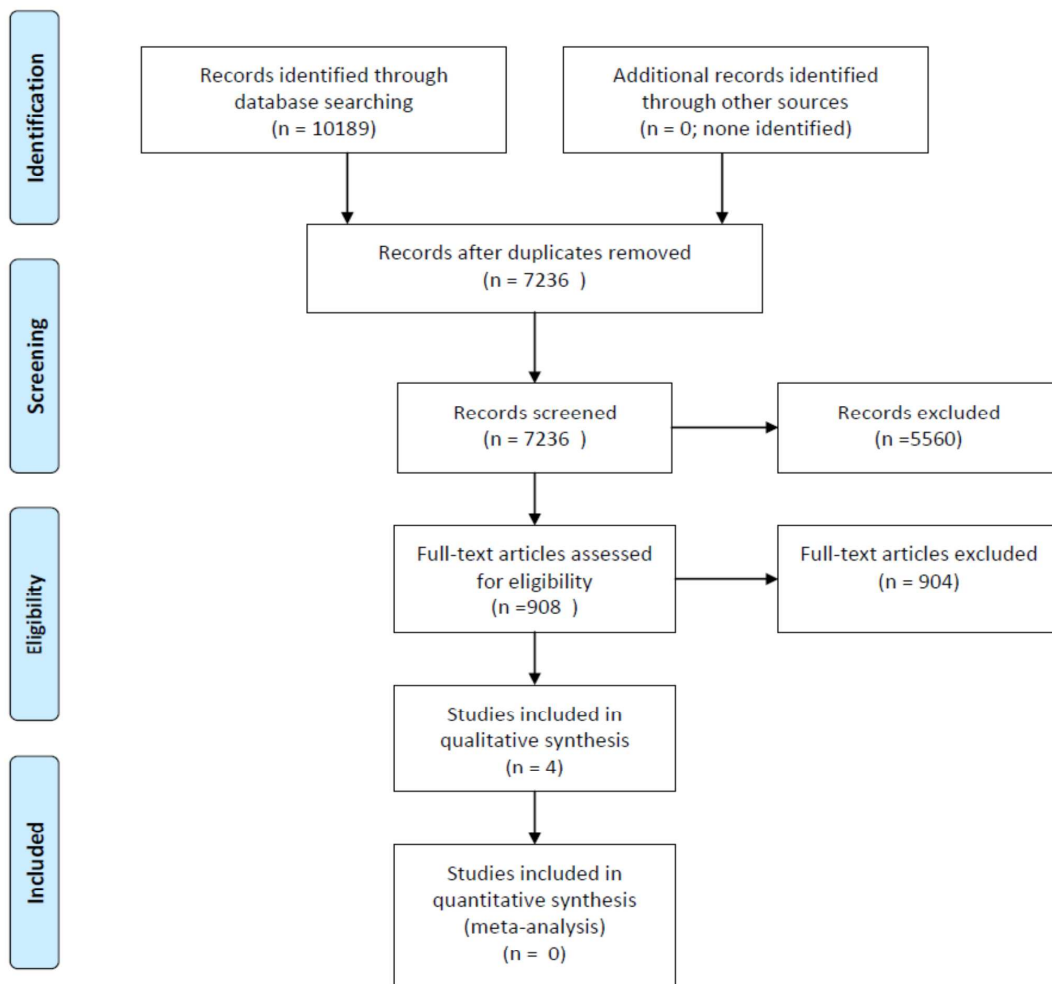 Identification
Records identified through
database searching
(n = 10189)
Additional records identified
through other sources
(n = 0; none identified)
Records after duplicates removed
(n = 7236  )
Screening
Records screened
(n = 7236  )
Records excluded
(n =5560)
Eligibility
Full-text articles assessed
for eligibility
(n =908  )
Full-text articles excluded
(n = 904)
Studies included in
qualitative synthesis
(n = 4)
Included
Studies included in
quantitative synthesis
(meta-analysis)
(n =  0)